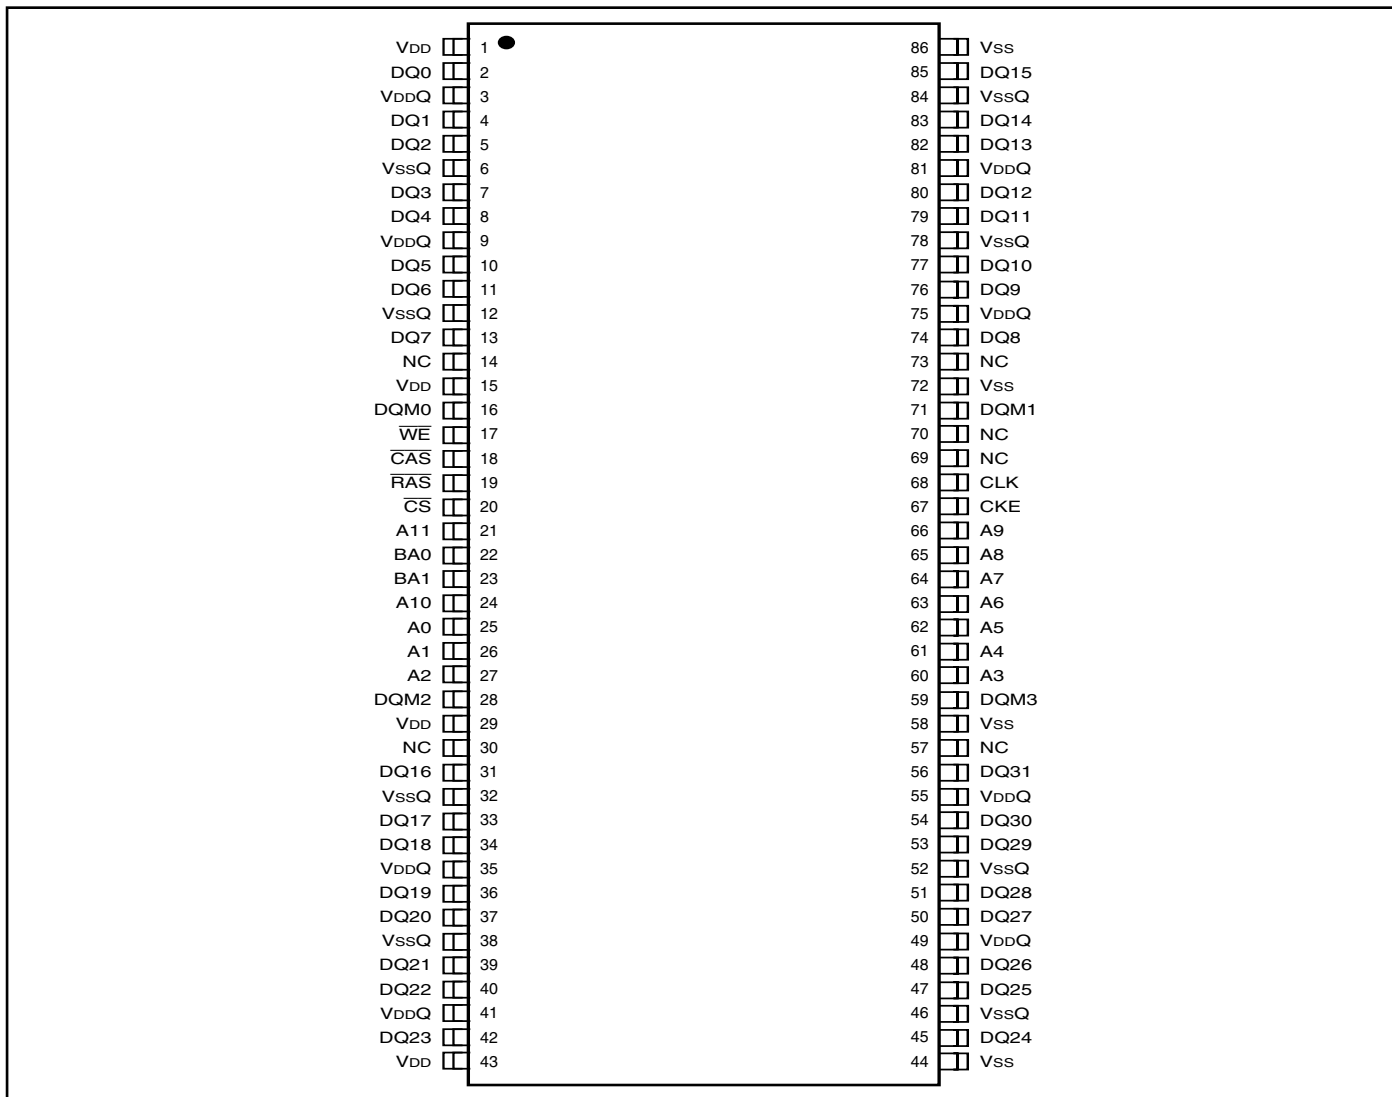 VDD 1 86 VSS
DQ0 2 85 DQ15
VDDQ 3 84 VSSQ
DQ1 4 83 DQ14
DQ2 5 82 DQ13
VSSQ 6 81 VDDQ
DQ3 7 80 DQ12
DQ4 8 79 DQ11
VDDQ 9 78 VSSQ
DQ5 10 77 DQ10
DQ6 11 76 DQ9
VSSQ 12 75 VDDQ
DQ7 13 74 DQ8
NC 14 73 NC
VDD 15 72 VSS
DQM0 16 71 DQM1
W̅E̅ 17 70 NC
C̅A̅S̅ 18 69 NC
R̅A̅S̅ 19 68 CLK
C̅S̅ 20 67 CKE
A11 21 66 A9
BA0 22 65 A8
BA1 23 64 A7
A10 24 63 A6
A0 25 62 A5
A1 26 61 A4
A2 27 60 A3
DQM2 28 59 DQM3
VDD 29 58 VSS
NC 30 57 NC
DQ16 31 56 DQ31
VSSQ 32 55 VDDQ
DQ17 33 54 DQ30
DQ18 34 53 DQ29
VDDQ 35 52 VSSQ
DQ19 36 51 DQ28
DQ20 37 50 DQ27
VSSQ 38 49 VDDQ
DQ21 39 48 DQ26
DQ22 40 47 DQ25
VDDQ 41 46 VSSQ
DQ23 42 45 DQ24
VDD 43 44 VSS